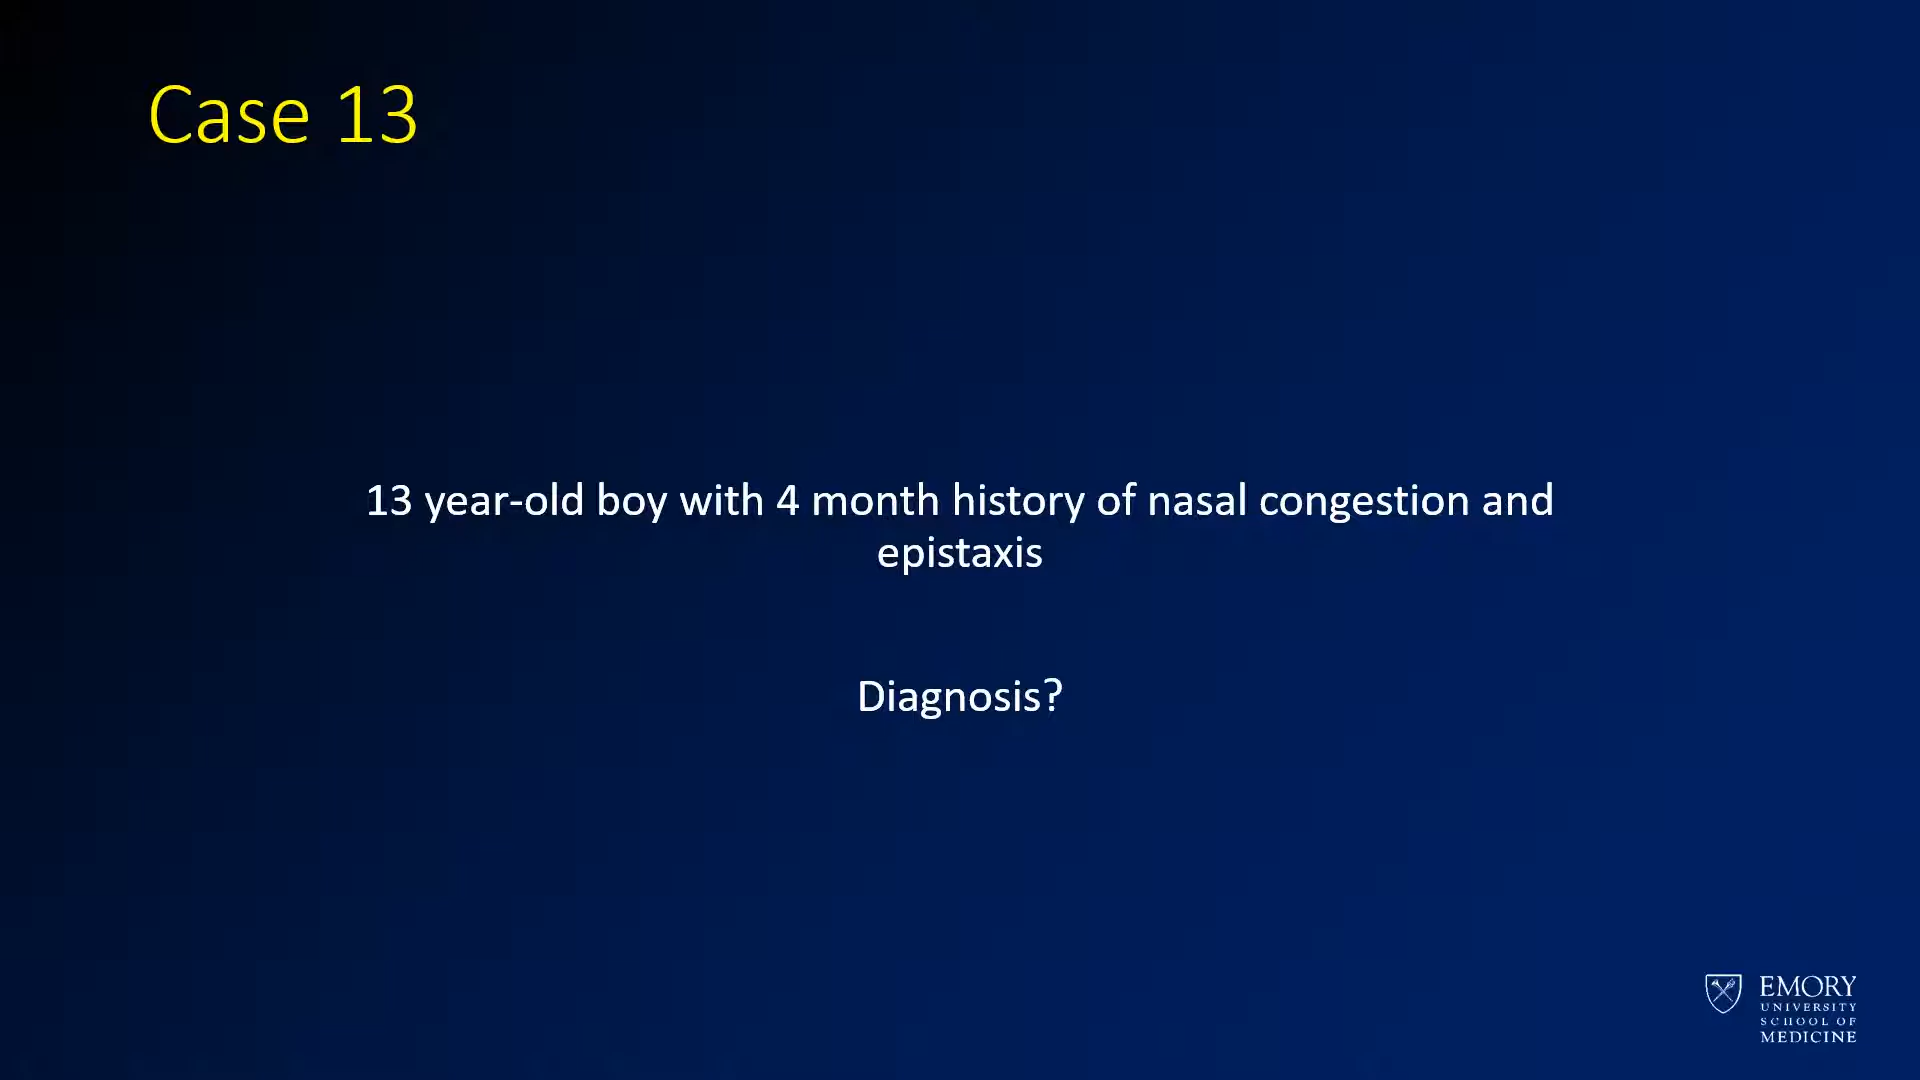 Case 13
13 year-old boy with 4 month history of nasal congestion and
epistaxis
Diagnosis?
EMORY
UNIVERSITY
SCHOOL OF
MEDICINE